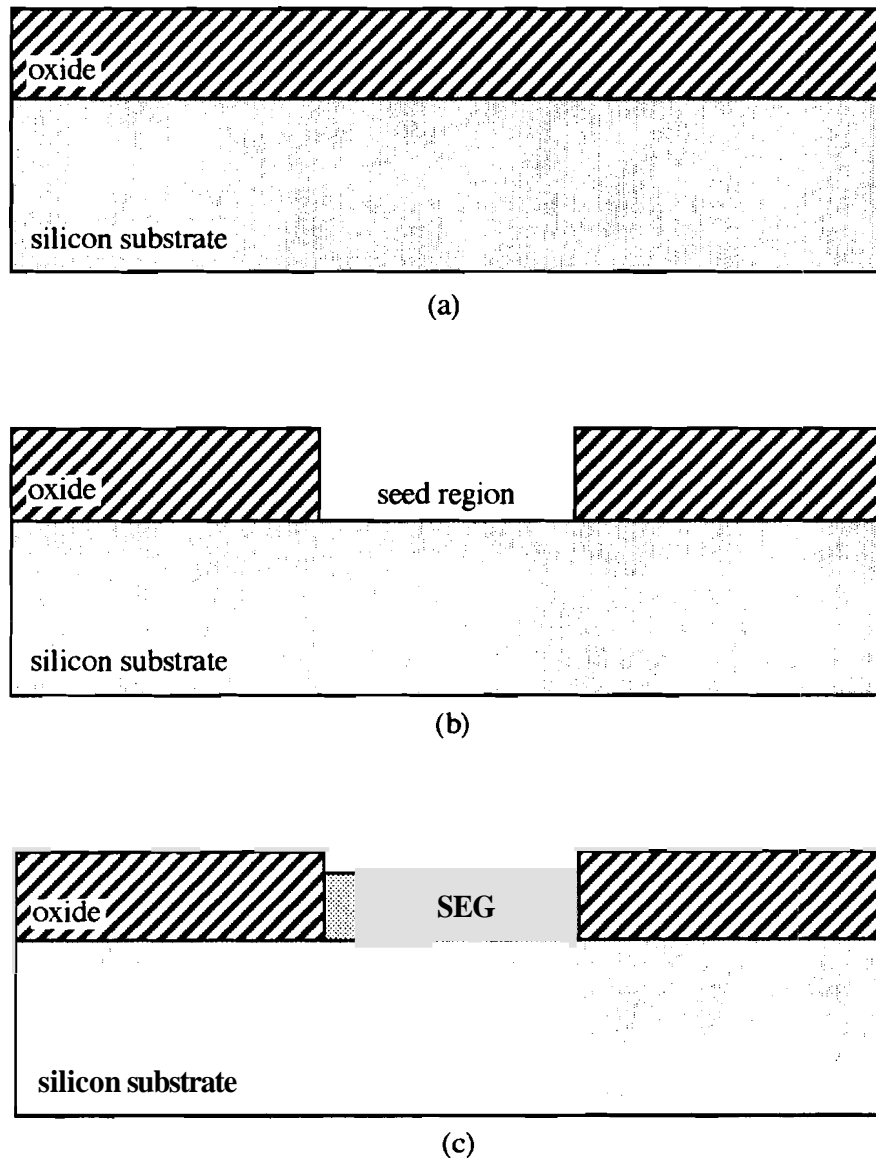 oxide
silicon substrate
(a)
oxide
seed region
silicon substrate
(b)
oxide
SEG
silicon substrate
(c)